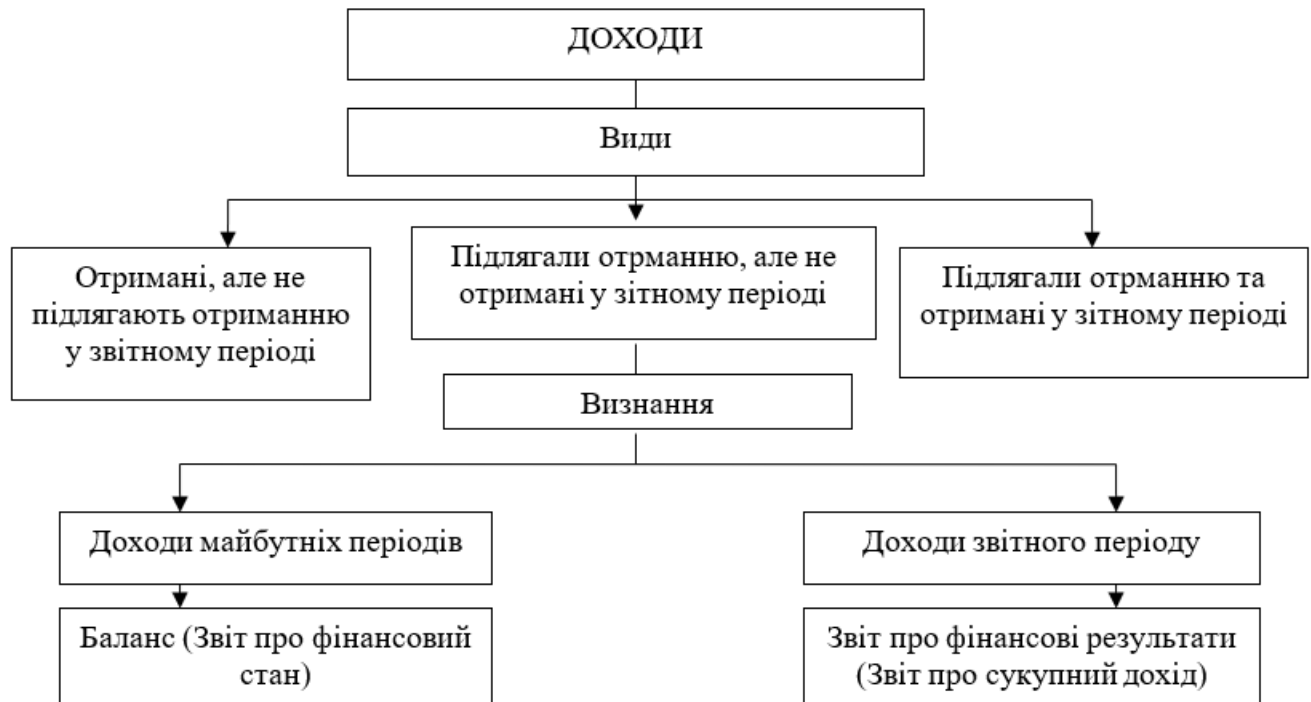 ДОХОДИ
Види
Отримані, але не
підлягають отриманню
у звітному періоді
Підлягали отрманню, але не
отримані у зітному періоді
Підлягали отрманню та
отримані у зітному періоді
Визнання
Доходи майбутніх періодів
Доходи звітного періоду
Баланс (Звіт про фінансовий
стан)
Звіт про фінансові результати
(Звіт про сукупний дохід)